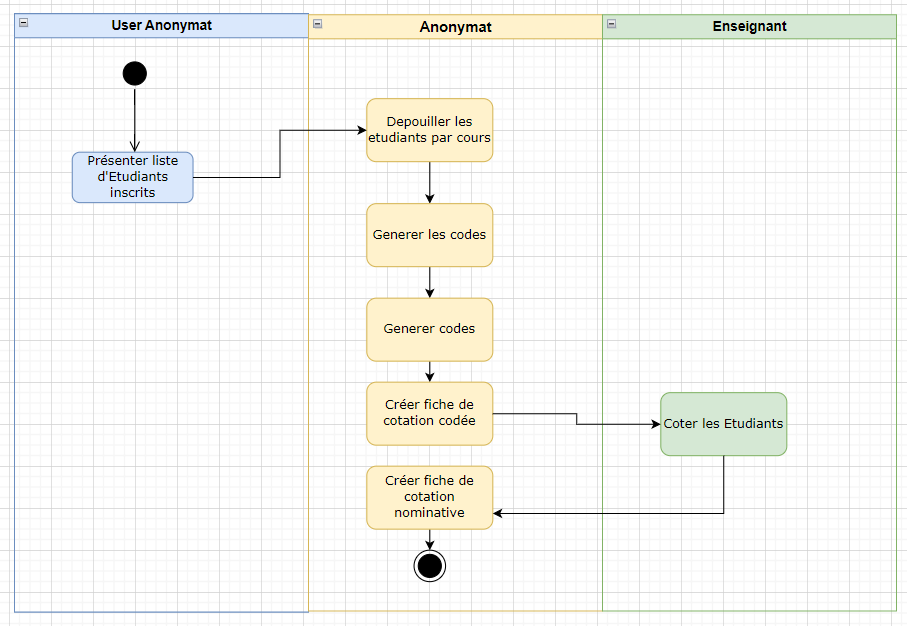 User Anonymat
Anonymat
Enseignant
Présenter liste
d'Etudiants
inscrits
Depouiller les
etudiants par cours
Generer les codes
Generer codes
Créer fiche de
cotation codée
Coter les Etudiants
Créer fiche de
cotation
nominative